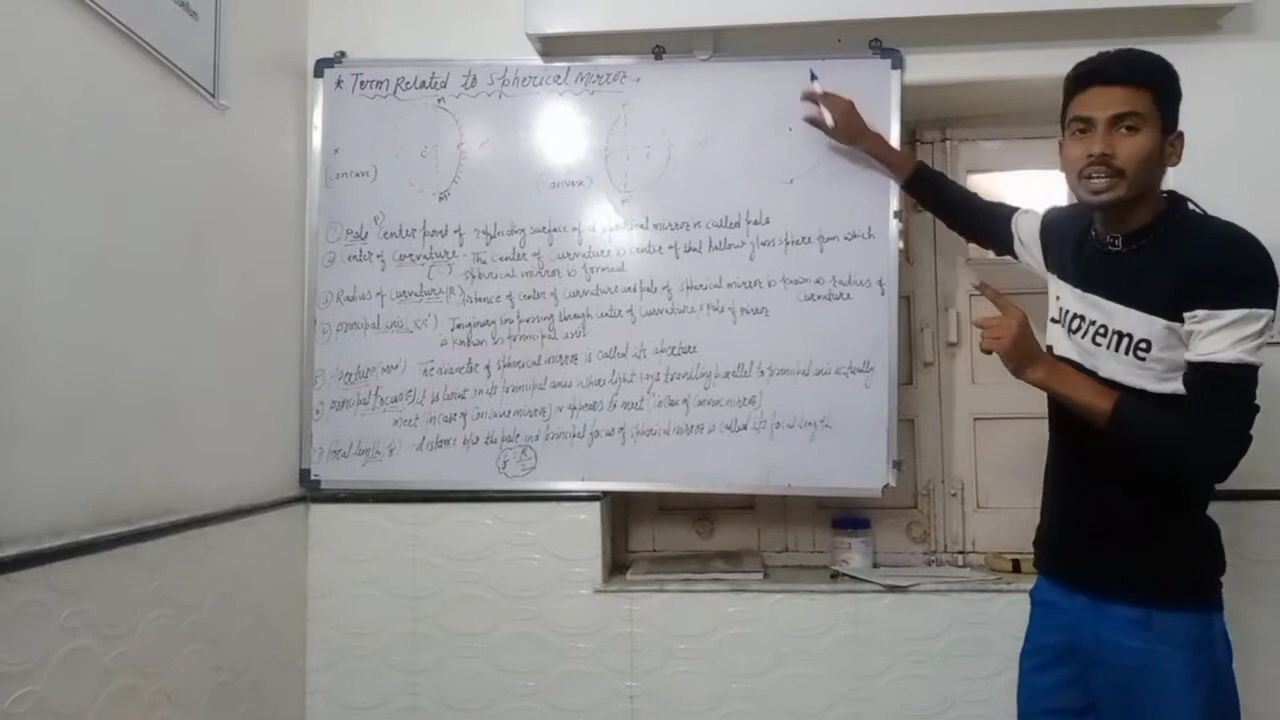 * Term Related to Spherical Mirror.
M
C
(concave)
M'
(convex)
① Pole (P) Center point of reflecting surface of a spherical mirror is called pole
② Center of curvature - The center of curvature is center of that hallow glass sphere from which
(C) spherical mirror is formed
③ Radius of curvature (R) Distance of center of curvature and pole of spherical mirror is known as radius of
curvature
principal axis (XX') Imaginary line passing through center of curvature & pole of mirror
is known as principal axis
Aperture (MM') The diameter of spherical mirror is called its aperture
principal focus (F) It is point on its principal axis where light rays travelling parallel to principal axis actually
meet in case of concave mirror) or appears to meet (in case of convex mirror)
focal length (f) - distance b/w the pole and principal focus of spherical mirror is called its focal length
f = R/2
Supreme